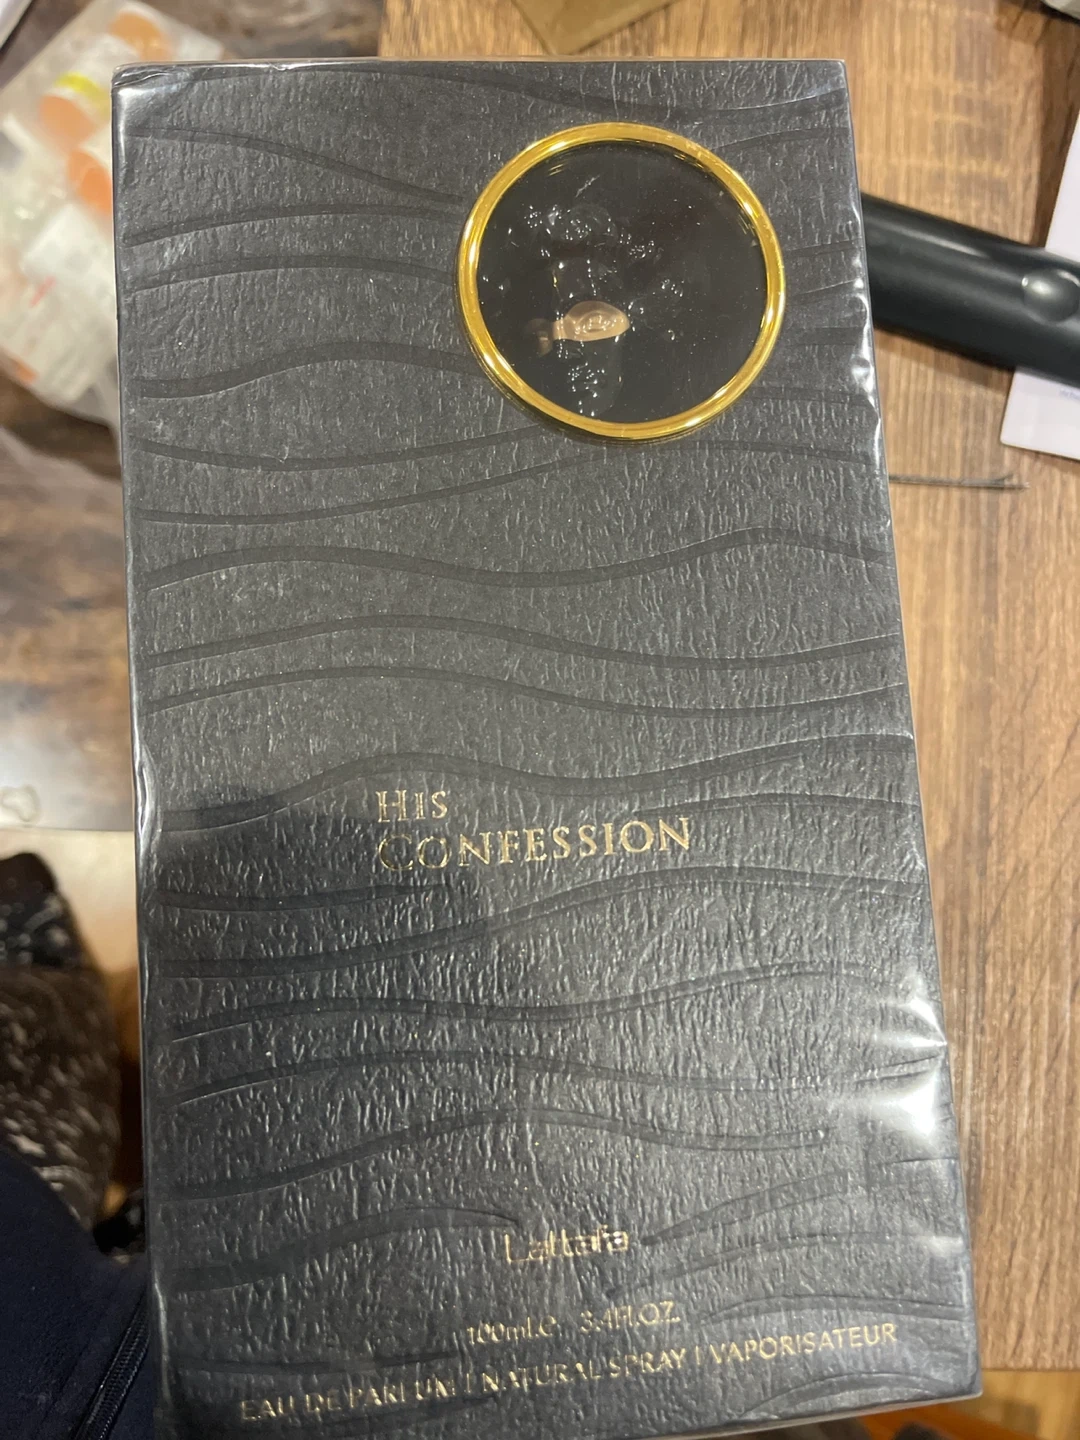 HIS
CONFESSION
Lattafa
100ml.e 3.4Fl.OZ.
EAU DE PARFUM | NATURAL SPRAY | VAPORISATEUR